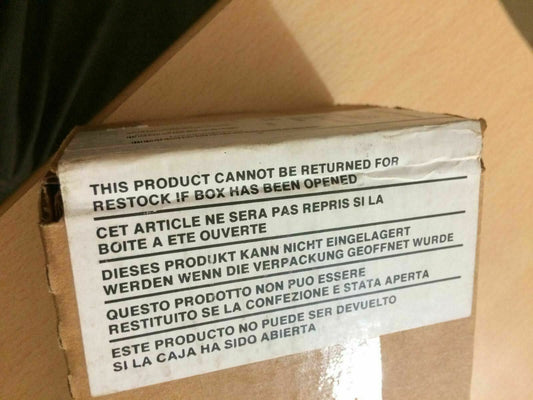 THIS PRODUCT CANNOT BE RETURNED FOR
RESTOCK IF BOX HAS BEEN OPENED
CET ARTICLE NE SERA PAS REPRIS SI LA
BOITE A ETE OUVERTE
DIESES PRODUKT KANN NICHT EINGELAGERT
WERDEN WENN DIE VERPACKUNG GEOFFNET WURDE
QUESTO PRODOTTO NON PUO ESSERE
RESTITUITO SE LA CONFEZIONE E STATA APERTA
ESTE PRODUCTO NO PUEDE SER DEVUELTO
SI LA CAJA HA SIDO ABIERTA